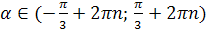 α ∈ (−π/3 + 2πn; π/3 + 2πn)